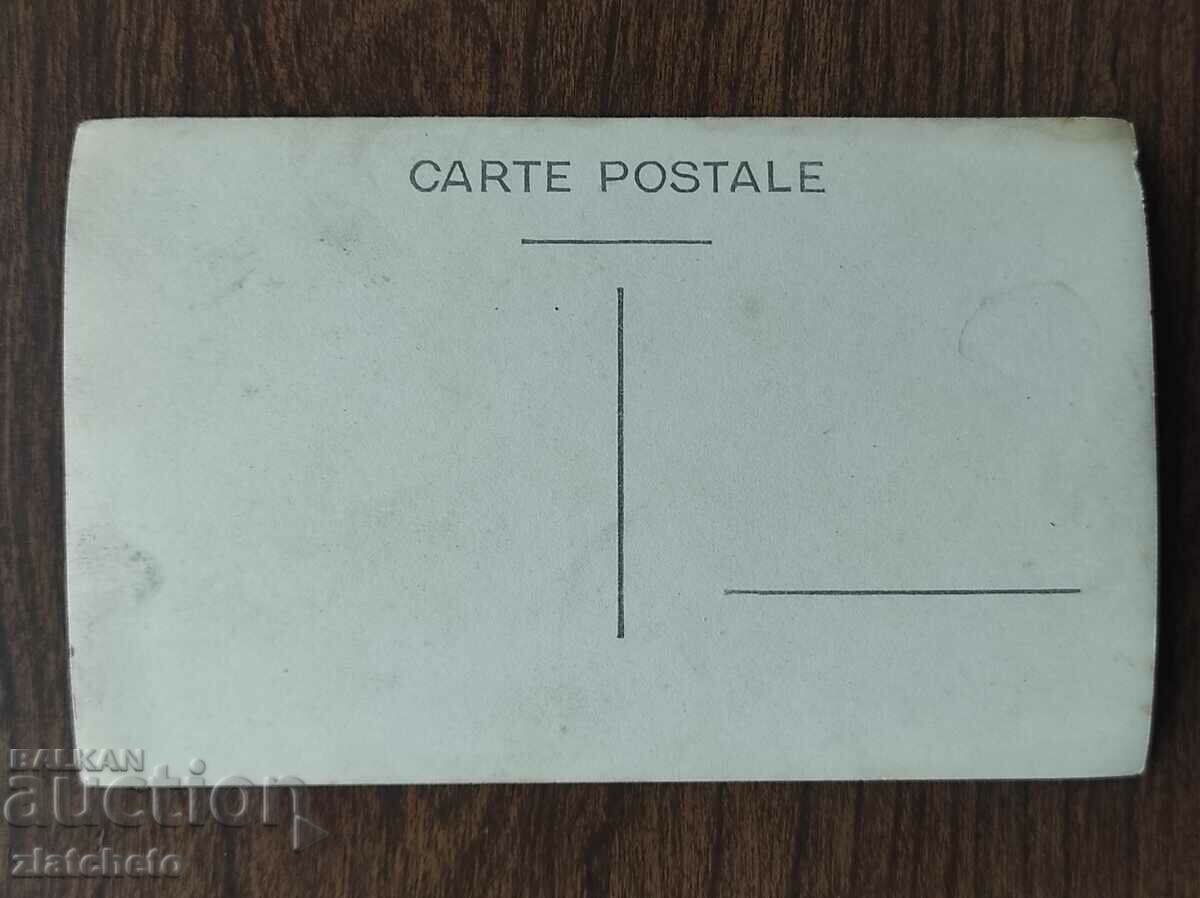 CARTE POSTALE
BALKAN
auction
zlatcheto